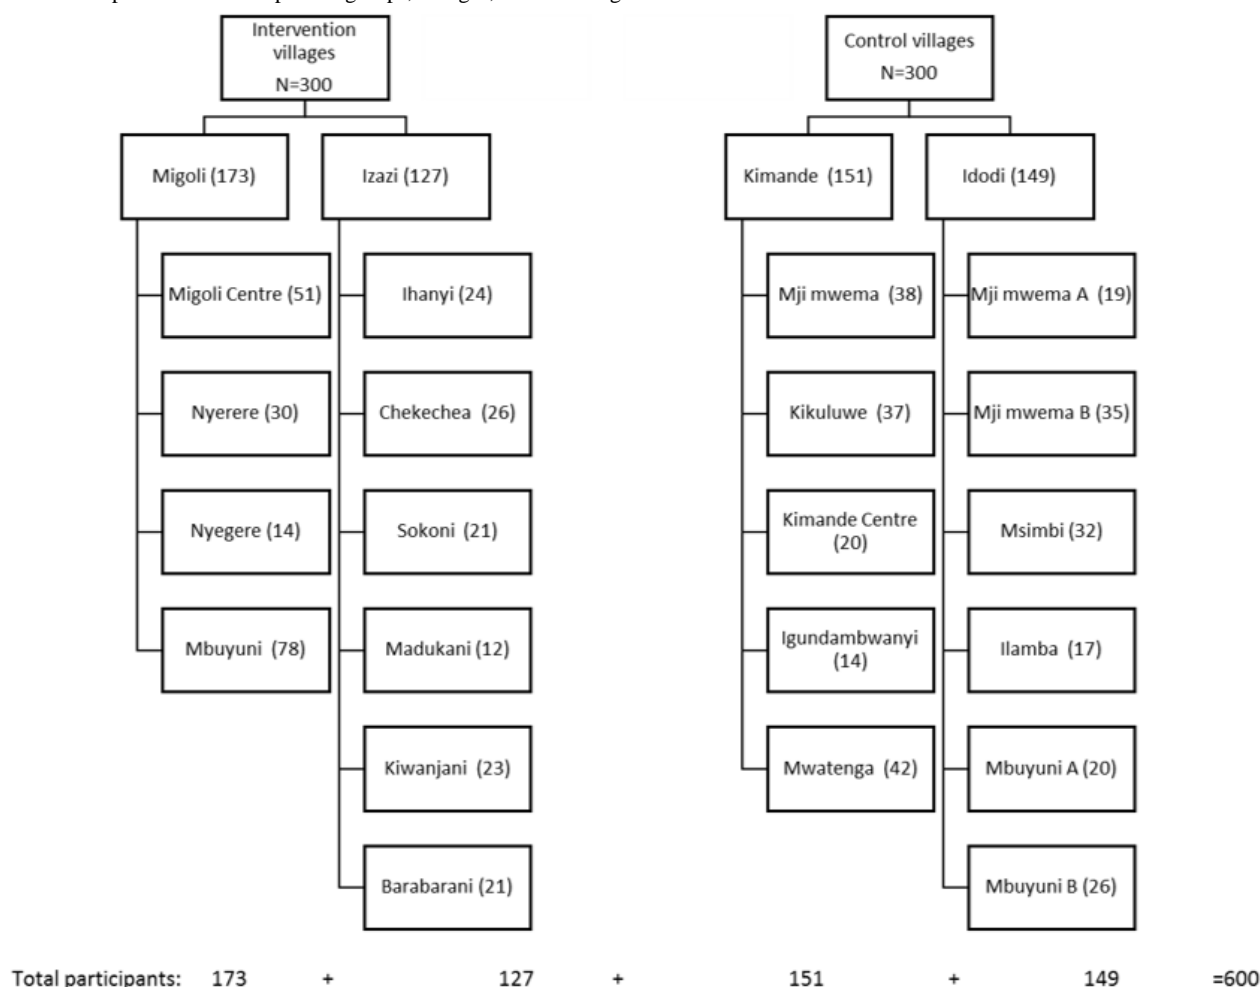 Intervention
villages
N=300
Control villages
N=300
Migoli (173)
Izazi (127)
Kimande (151)
Idodi (149)
Migoli Centre (51)
Ihanyi (24)
Mji mwema (38)
Mji mwema A (19)
Nyerere (30)
Chekechea (26)
Kikuluwe (37)
Mji mwema B (35)
Nyegere (14)
Sokoni (21)
Kimande Centre
(20)
Msimbi (32)
Mbuyuni (78)
Madukani (12)
Igundambwanyi
(14)
Ilamba (17)
Kiwanjani (23)
Mwatenga (42)
Mbuyuni A (20)
Barabarani (21)
Mbuyuni B (26)
Total participants: 173 + 127 + 151 + 149 =600